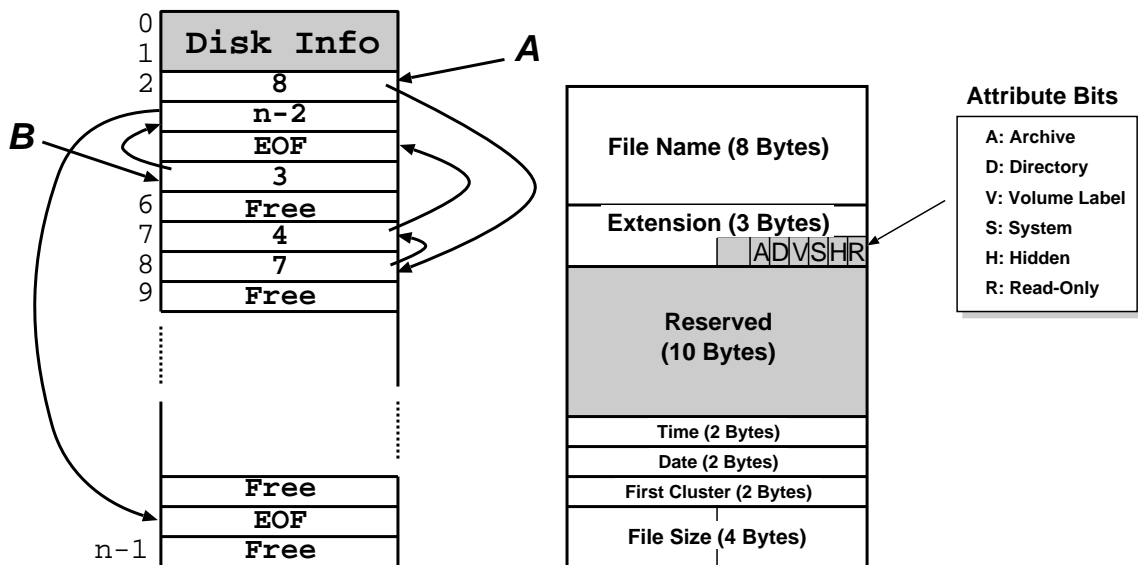 0
1
Disk Info
A
2
8
n-2
B
EOF
3
6
Free
7
4
8
7
9
Free
Free
EOF
n-1
Free
File Name (8 Bytes)
Extension (3 Bytes)
A D V S H R
Reserved
(10 Bytes)
Time (2 Bytes)
Date (2 Bytes)
First Cluster (2 Bytes)
File Size (4 Bytes)
Attribute Bits
A: Archive
D: Directory
V: Volume Label
S: System
H: Hidden
R: Read-Only